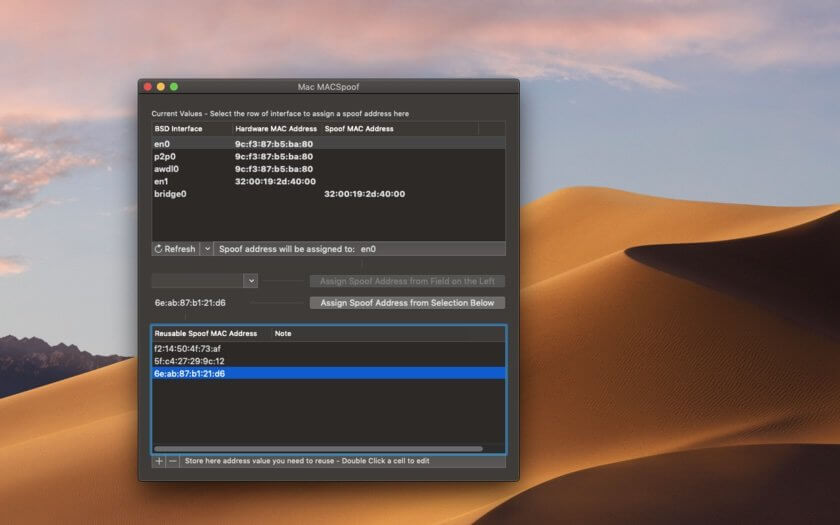 Mac MACSpoof
Current Values - Select the row of interface to assign a spoof address here
BSD Interface Hardware MAC Address Spoof MAC Address
en0 9c:f3:87:b5:ba:80
p2p0 9c:f3:87:b5:ba:80
awdl0 9c:f3:87:b5:ba:80
en1 32:00:19:2d:40:00
bridge0 32:00:19:2d:40:00
Refresh Spoof address will be assigned to: en0
Assign Spoof Address from Field on the Left
6e:ab:87:b1:21:d6 Assign Spoof Address from Selection Below
Reusable Spoof MAC Address Note
f2:14:50:4f:73:af
5f:c4:27:29:9c:12
6e:ab:87:b1:21:d6
+ − Store here address value you need to reuse - Double Click a cell to edit